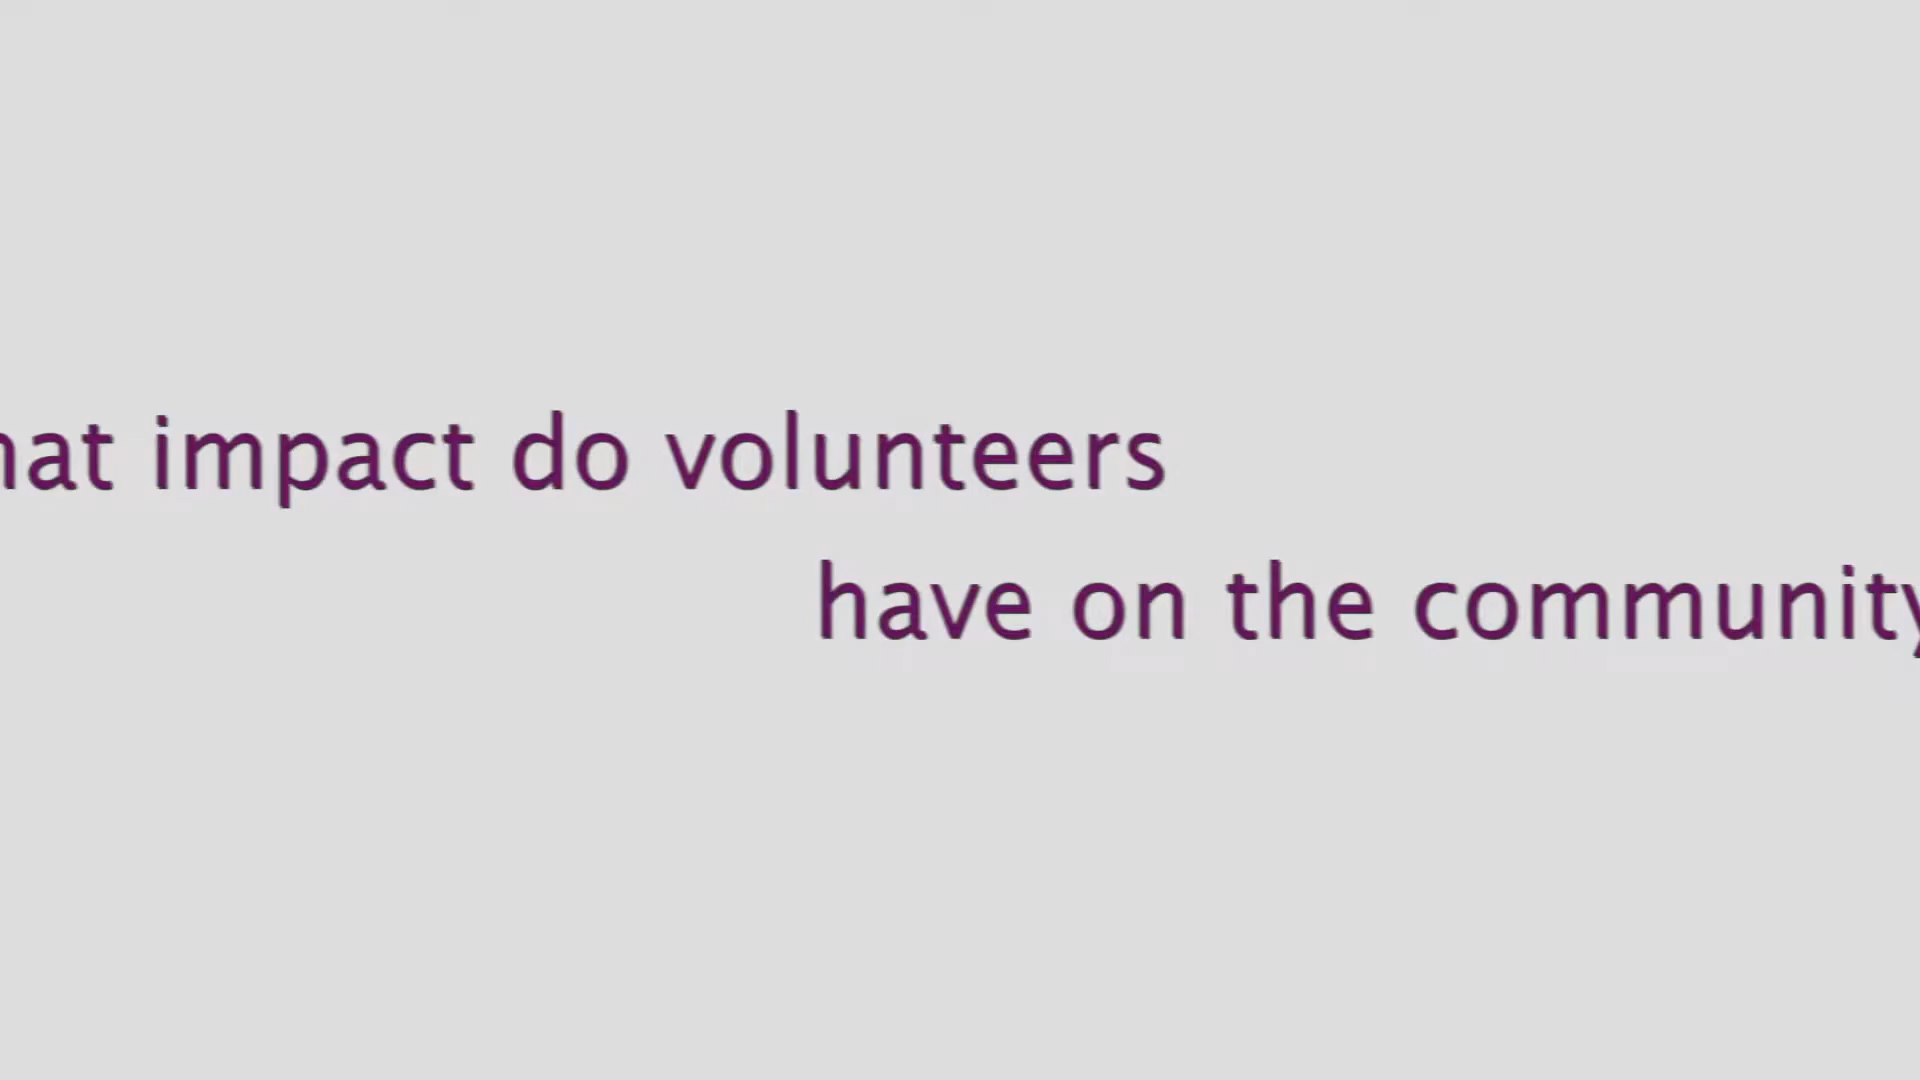 hat impact do volunteers
have on the community